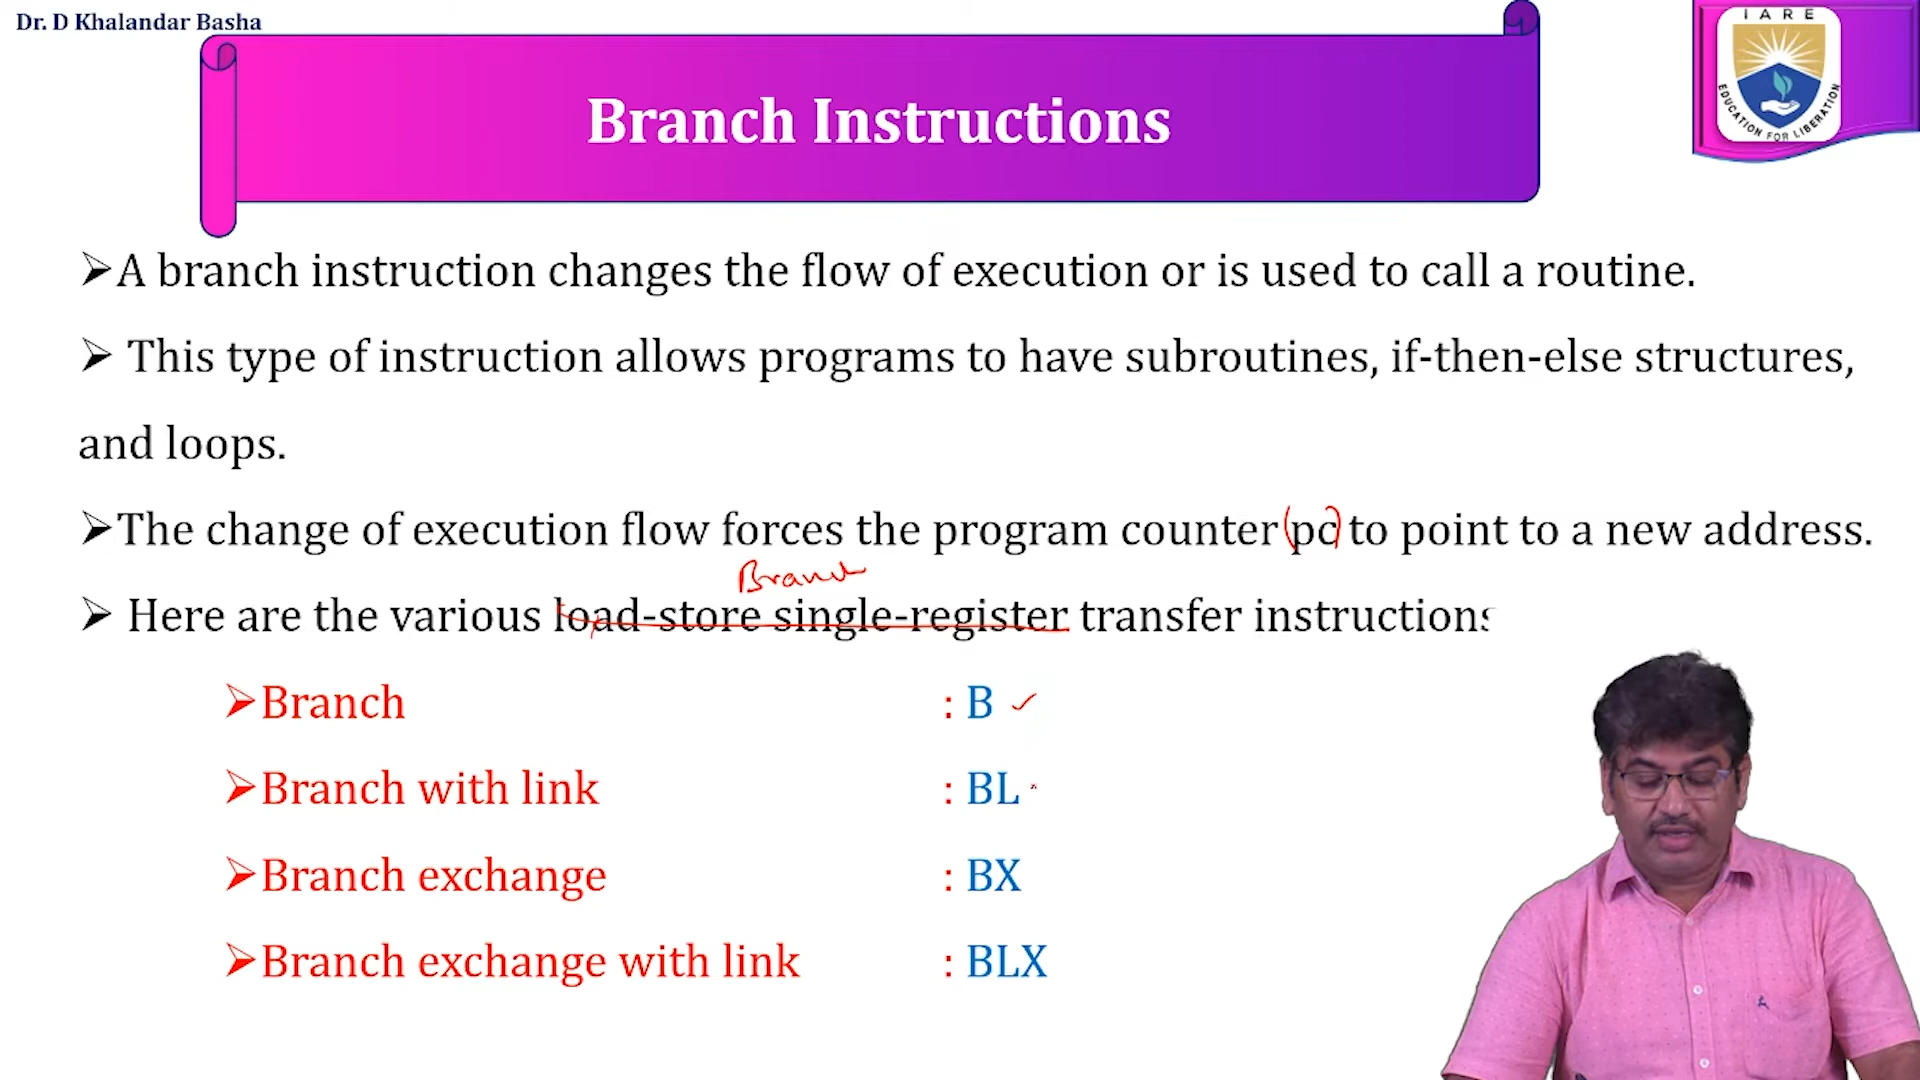 Dr. D Khalandar Basha
IARE
EDUCATION FOR LIBERATION
Branch Instructions
➢A branch instruction changes the flow of execution or is used to call a routine.
➢ This type of instruction allows programs to have subroutines, if-then-else structures,
and loops.
➢The change of execution flow forces the program counter (pc) to point to a new address.
Branch
➢ Here are the various load-store single-register transfer instructions
➢Branch : B ✓
➢Branch with link : BL
➢Branch exchange : BX
➢Branch exchange with link : BLX